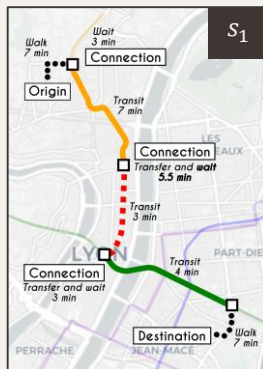 S1
Walk
7 min
Wait
3 min
Connection
Origin
Transit
7 min
LES
EAUX
Connection
Transfer and wait
5.5 min
Transit
3 min
LYON
PART-DIE
Connection
Transfer and wait
3 min
Transit
4 min
Destination
Walk
7 min
PERRACHE
JEAN-MACÉ